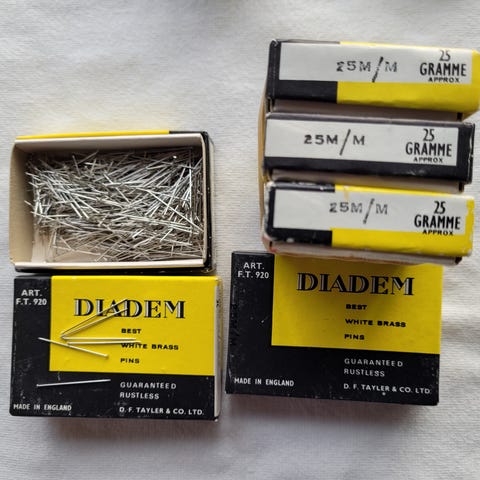 25M/M
25
GRAMME
APPROX
25M/M
25
GRAMME
APPROX
25M/M
25
GRAMME
APPROX
ART.
F.T. 920
DIADEM
BEST
WHITE BRASS
PINS
GUARANTEED
RUSTLESS
MADE IN ENGLAND
D. F. TAYLER & CO. LTD.
ART.
F.T. 920
DIADEM
BEST
WHITE BRASS
PINS
GUARANTEED
RUSTLESS
MADE IN ENGLAND
D. F. TAYLER & CO. LTD.